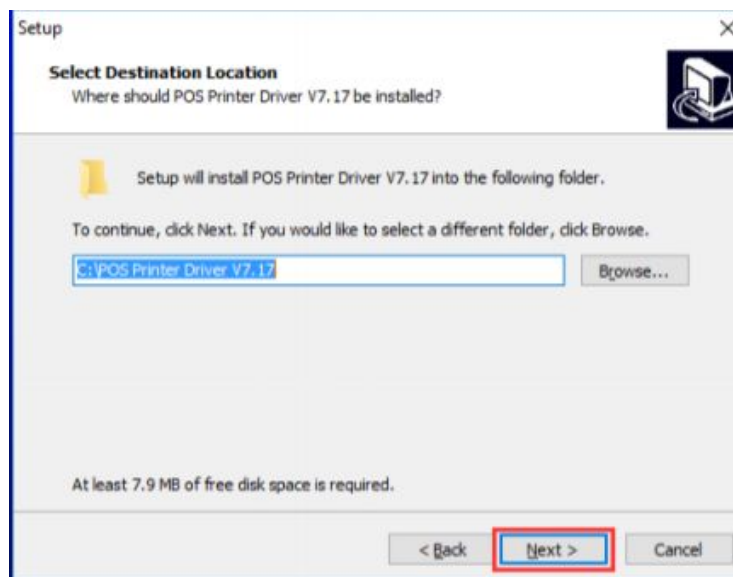 Setup
Select Destination Location
Where should POS Printer Driver V7.17 be installed?
Setup will install POS Printer Driver V7.17 into the following folder.
To continue, click Next. If you would like to select a different folder, click Browse.
C:\POS Printer Driver V7.17
Browse...
At least 7.9 MB of free disk space is required.
< Back
Next >
Cancel